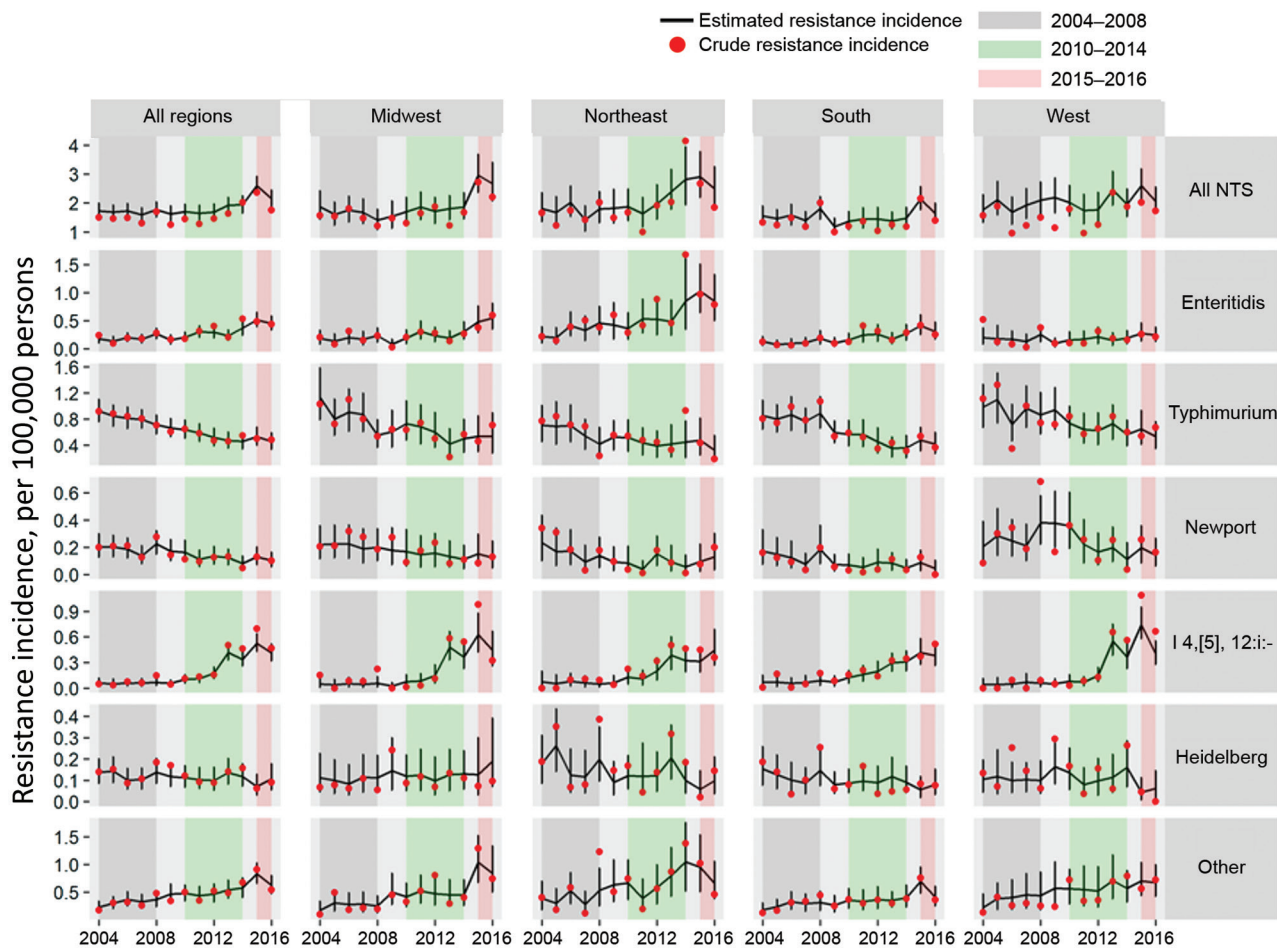 Estimated resistance incidence
Crude resistance incidence
2004–2008
2010–2014
2015–2016
All regions
Midwest
Northeast
South
West
Resistance incidence, per 100,000 persons
4
3
2
1
All NTS
1.5
1.0
0.5
0.0
Enteritidis
1.6
1.2
0.8
0.4
Typhimurium
0.6
0.4
0.2
0.0
Newport
0.9
0.6
0.3
0.0
I 4,[5], 12:i:-
0.4
0.3
0.2
0.1
0.0
Heidelberg
1.5
1.0
0.5
Other
2004 2008 2012 2016 2004 2008 2012 2016 2004 2008 2012 2016 2004 2008 2012 2016 2004 2008 2012 2016